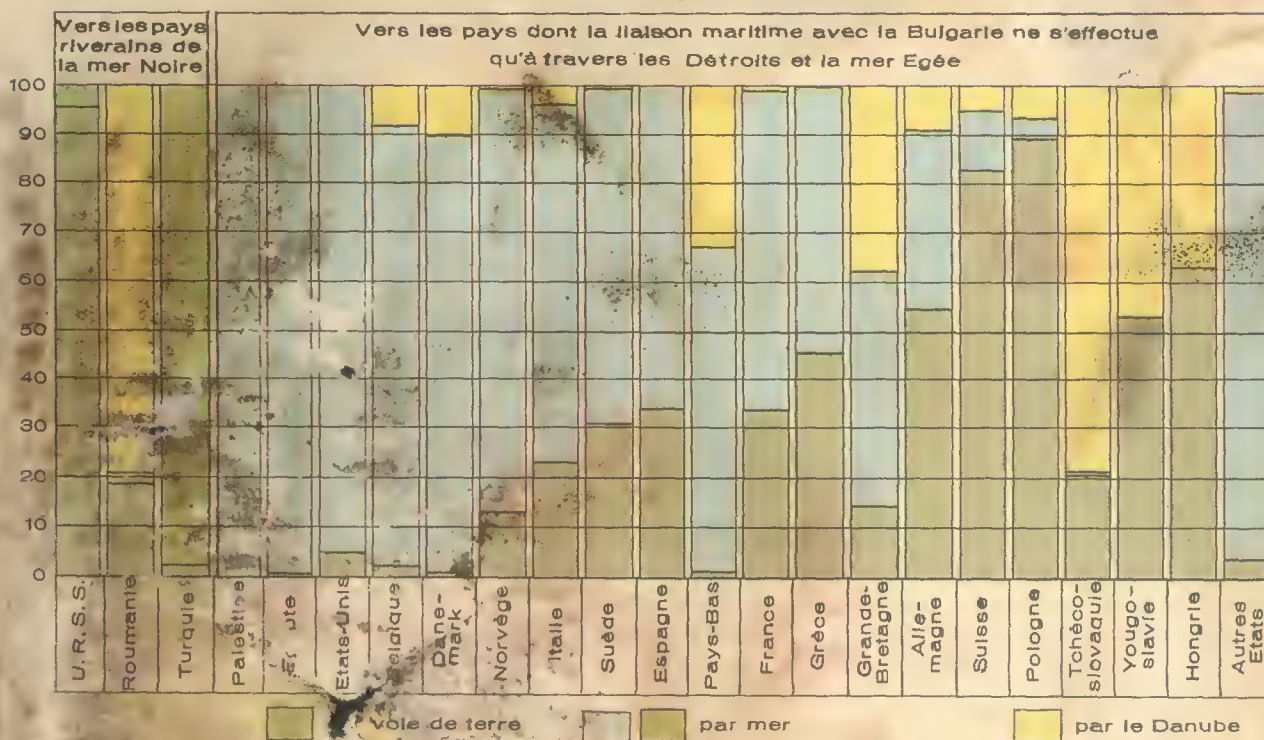 Vers les pays
riverains de
la mer Noire
Vers les pays dont la liaison maritime avec la Bulgarie ne s'effectue
qu'à travers les Détroits et la mer Egée
100
90
80
70
60
50
40
30
20
10
0
U.R.S.S.
Roumanie
Turquie
Palestine
Etats-Unis
Belgique
Dane-
mark
Norvège
Italie
Suède
Espagne
Pays-Bas
France
Grèce
Grande-
Bretagne
Alle-
magne
Suisse
Pologne
Tchéco-
slovaquie
Yougo-
slavie
Hongrie
Autres
Etats
Voie de terre
par mer
par le Danube